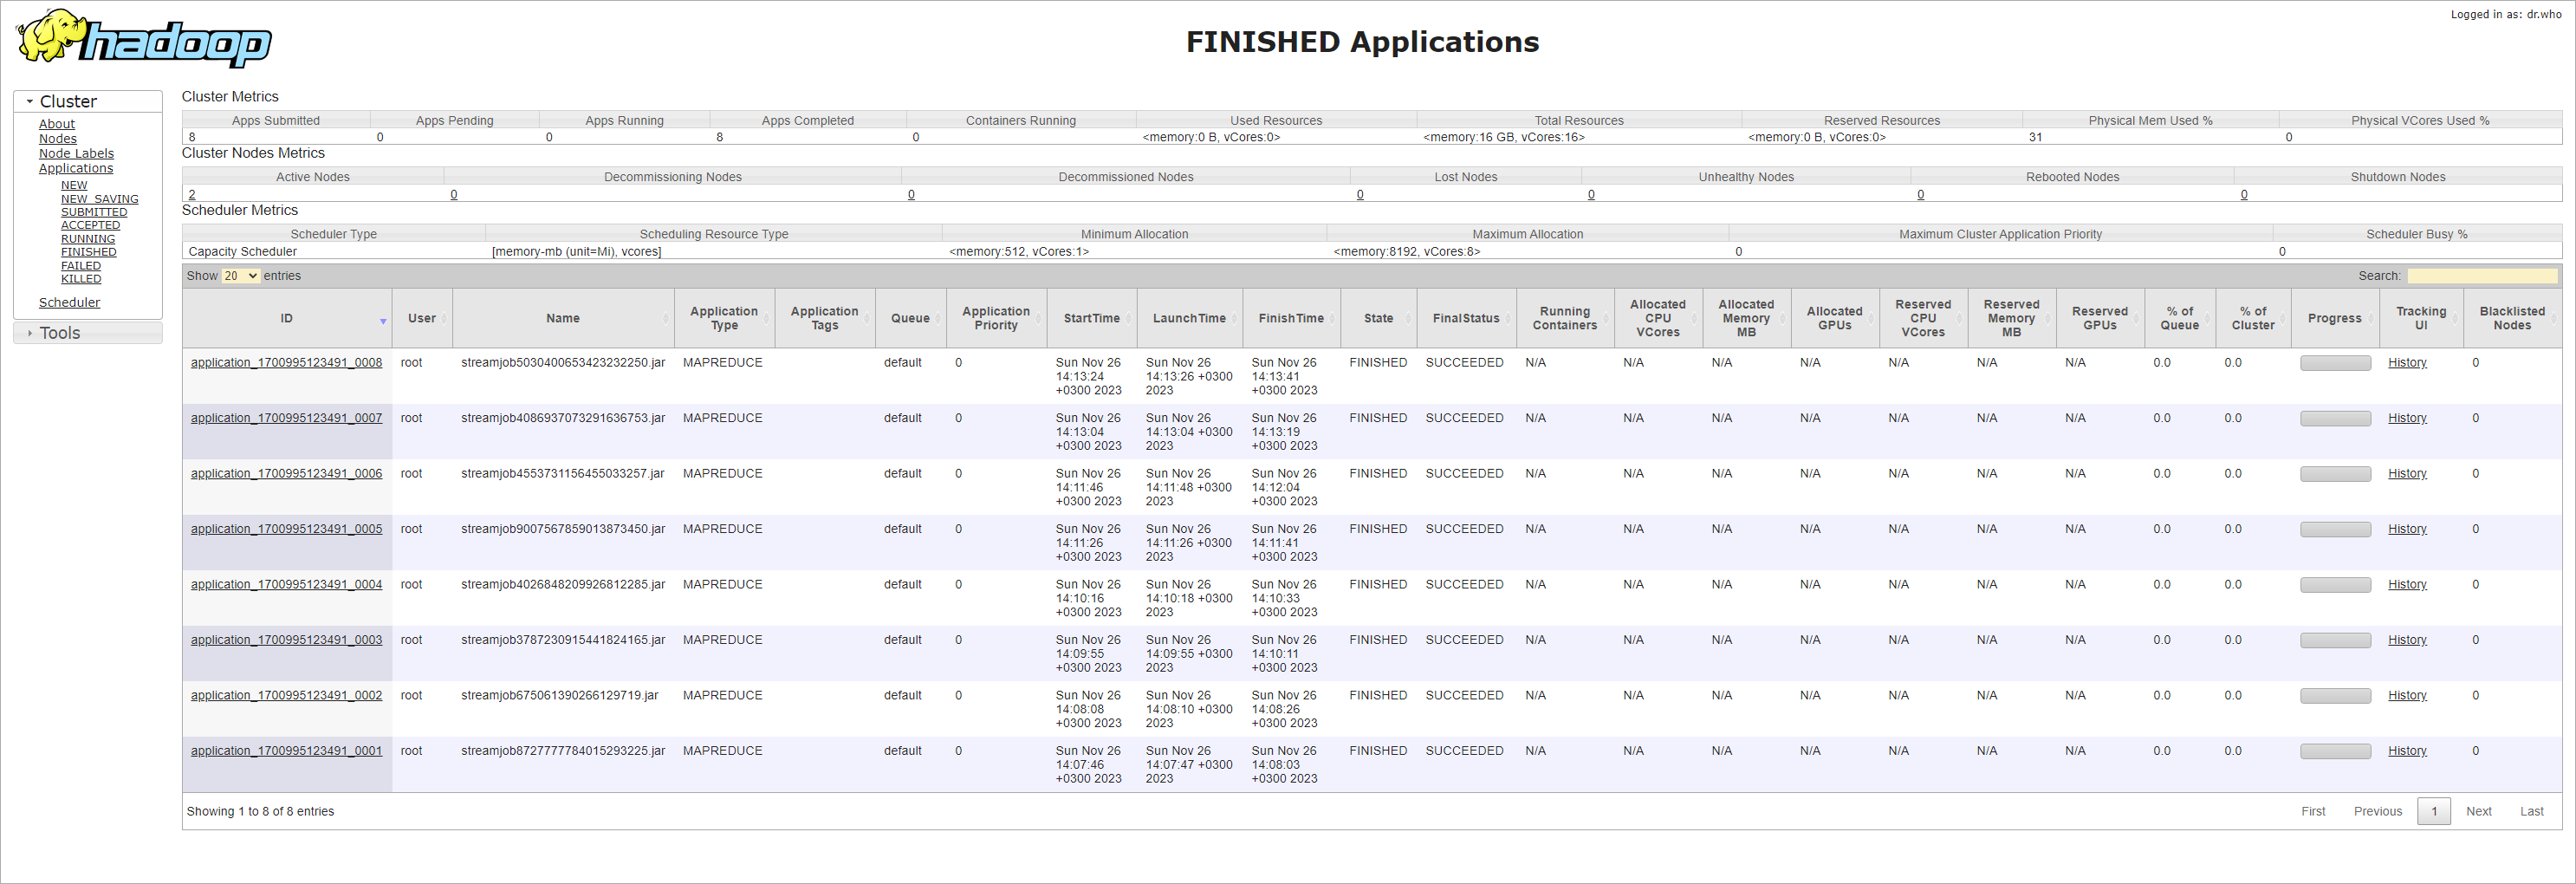 hadoop
FINISHED Applications
Logged in as: dr.who
Cluster
About
Nodes
Node Labels
Applications
NEW
NEW_SAVING
SUBMITTED
ACCEPTED
RUNNING
FINISHED
FAILED
KILLED
Scheduler
Tools
Cluster Metrics
Apps Submitted Apps Pending Apps Running Apps Completed Containers Running Used Resources Total Resources Reserved Resources Physical Mem Used % Physical VCores Used %
8 0 0 8 0 <memory:0 B, vCores:0> <memory:16 GB, vCores:16> <memory:0 B, vCores:0> 31 0
Cluster Nodes Metrics
Active Nodes Decommissioning Nodes Decommissioned Nodes Lost Nodes Unhealthy Nodes Rebooted Nodes Shutdown Nodes
2 0 0 0 0 0 0
Scheduler Metrics
Scheduler Type Scheduling Resource Type Minimum Allocation Maximum Allocation Maximum Cluster Application Priority Scheduler Busy %
Capacity Scheduler [memory-mb (unit=Mi), vcores] <memory:512, vCores:1> <memory:8192, vCores:8> 0 0
Show 20 entries Search:
ID User Name Application Type Application Tags Queue Application Priority StartTime LaunchTime FinishTime State FinalStatus Running Containers Allocated CPU VCores Allocated Memory MB Allocated GPUs Reserved CPU VCores Reserved Memory MB Reserved GPUs % of Queue % of Cluster Progress Tracking UI Blacklisted Nodes
application_1700995123491_0008 root streamjob5030400653423232250.jar MAPREDUCE default 0 Sun Nov 26 14:13:24 +0300 2023 Sun Nov 26 14:13:26 +0300 2023 Sun Nov 26 14:13:41 +0300 2023 FINISHED SUCCEEDED N/A N/A N/A N/A N/A N/A N/A 0.0 0.0 History 0
application_1700995123491_0007 root streamjob4086937073291636753.jar MAPREDUCE default 0 Sun Nov 26 14:13:04 +0300 2023 Sun Nov 26 14:13:04 +0300 2023 Sun Nov 26 14:13:19 +0300 2023 FINISHED SUCCEEDED N/A N/A N/A N/A N/A N/A N/A 0.0 0.0 History 0
application_1700995123491_0006 root streamjob4553731156455033257.jar MAPREDUCE default 0 Sun Nov 26 14:11:46 +0300 2023 Sun Nov 26 14:11:48 +0300 2023 Sun Nov 26 14:12:04 +0300 2023 FINISHED SUCCEEDED N/A N/A N/A N/A N/A N/A N/A 0.0 0.0 History 0
application_1700995123491_0005 root streamjob9007567859013873450.jar MAPREDUCE default 0 Sun Nov 26 14:11:26 +0300 2023 Sun Nov 26 14:11:26 +0300 2023 Sun Nov 26 14:11:41 +0300 2023 FINISHED SUCCEEDED N/A N/A N/A N/A N/A N/A N/A 0.0 0.0 History 0
application_1700995123491_0004 root streamjob4026848209926812285.jar MAPREDUCE default 0 Sun Nov 26 14:10:16 +0300 2023 Sun Nov 26 14:10:18 +0300 2023 Sun Nov 26 14:10:33 +0300 2023 FINISHED SUCCEEDED N/A N/A N/A N/A N/A N/A N/A 0.0 0.0 History 0
application_1700995123491_0003 root streamjob3787230915441824165.jar MAPREDUCE default 0 Sun Nov 26 14:09:55 +0300 2023 Sun Nov 26 14:09:55 +0300 2023 Sun Nov 26 14:10:11 +0300 2023 FINISHED SUCCEEDED N/A N/A N/A N/A N/A N/A N/A 0.0 0.0 History 0
application_1700995123491_0002 root streamjob675061390266129719.jar MAPREDUCE default 0 Sun Nov 26 14:08:08 +0300 2023 Sun Nov 26 14:08:10 +0300 2023 Sun Nov 26 14:08:26 +0300 2023 FINISHED SUCCEEDED N/A N/A N/A N/A N/A N/A N/A 0.0 0.0 History 0
application_1700995123491_0001 root streamjob8727777784015293225.jar MAPREDUCE default 0 Sun Nov 26 14:07:46 +0300 2023 Sun Nov 26 14:07:47 +0300 2023 Sun Nov 26 14:08:03 +0300 2023 FINISHED SUCCEEDED N/A N/A N/A N/A N/A N/A N/A 0.0 0.0 History 0
Showing 1 to 8 of 8 entries First Previous 1 Next Last